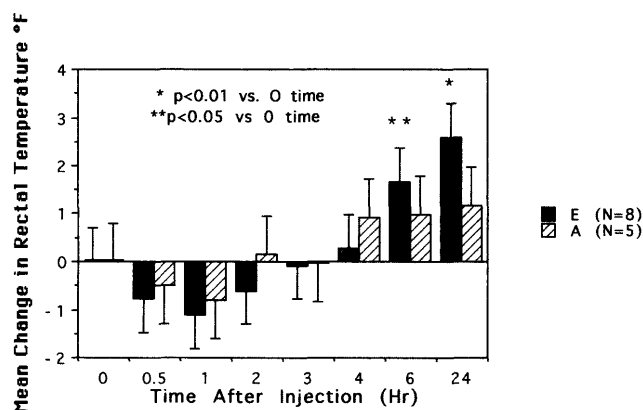 Mean Change in Rectal Temperature °F
4
3
2
1
0
- 1
- 2
* p<0.01 vs. 0 time
**p<0.05 vs 0 time
* *
*
E (N=8)
A (N=5)
0 0.5 1 2 3 4 6 24
Time After Injection (Hr)